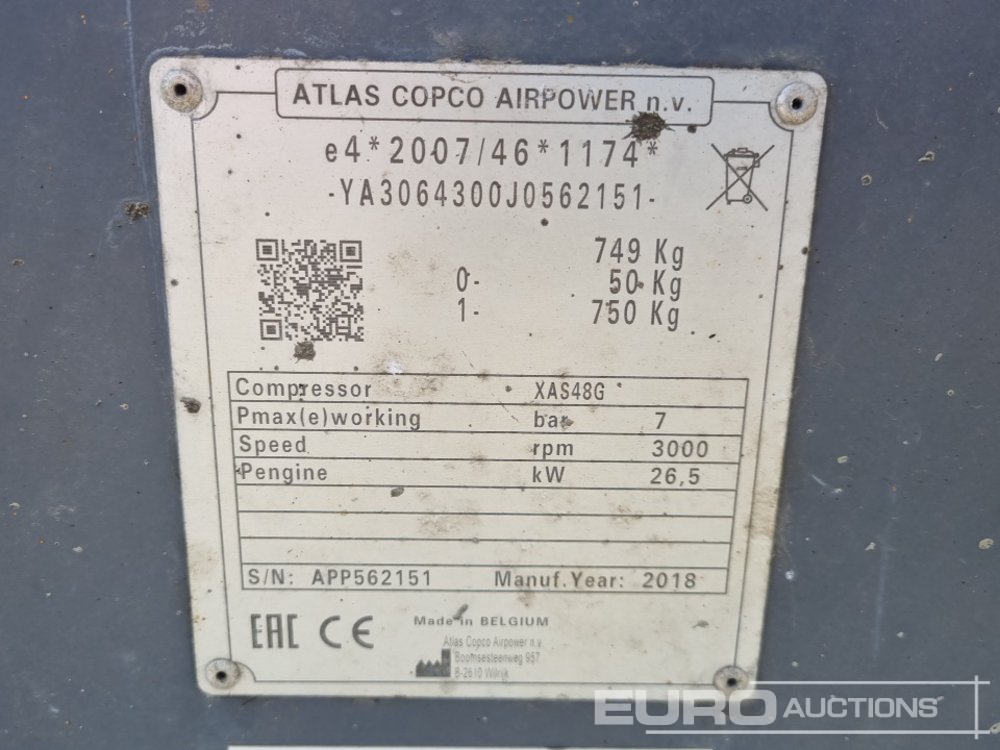 ATLAS COPCO AIRPOWER n.v.
e4*2007/46*1174*
-YA3064300J0562151-
749 Kg
0- 50 Kg
1- 750 Kg
Compressor XAS48G
Pmax(e)working bar 7
Speed rpm 3000
Pengine kW 26,5
S/N: APP562151 Manuf.Year: 2018
EAC CE
Made in BELGIUM
Atlas Copco Airpower n.v.
Boomsesteenweg 957
B-2610 Wilrijk
EURO AUCTIONS